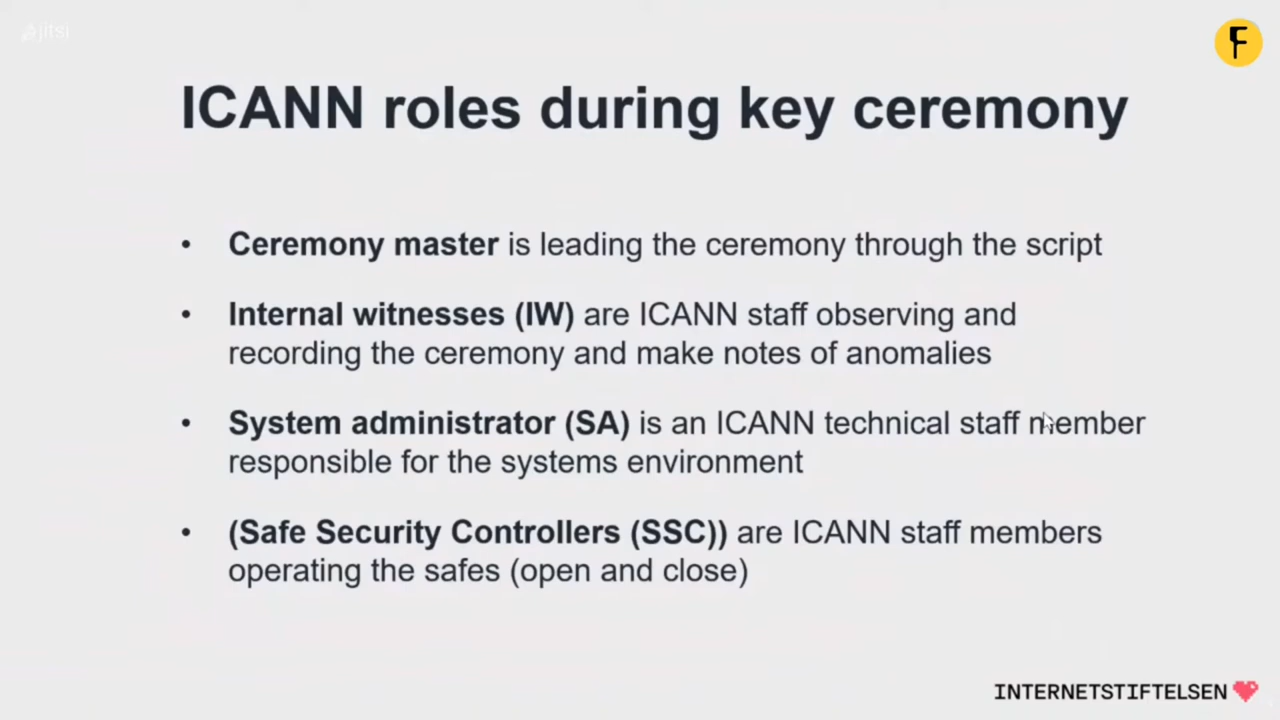 jitsi
F
ICANN roles during key ceremony
• Ceremony master is leading the ceremony through the script
• Internal witnesses (IW) are ICANN staff observing and
recording the ceremony and make notes of anomalies
• System administrator (SA) is an ICANN technical staff member
responsible for the systems environment
• (Safe Security Controllers (SSC)) are ICANN staff members
operating the safes (open and close)
INTERNETSTIFTELSEN